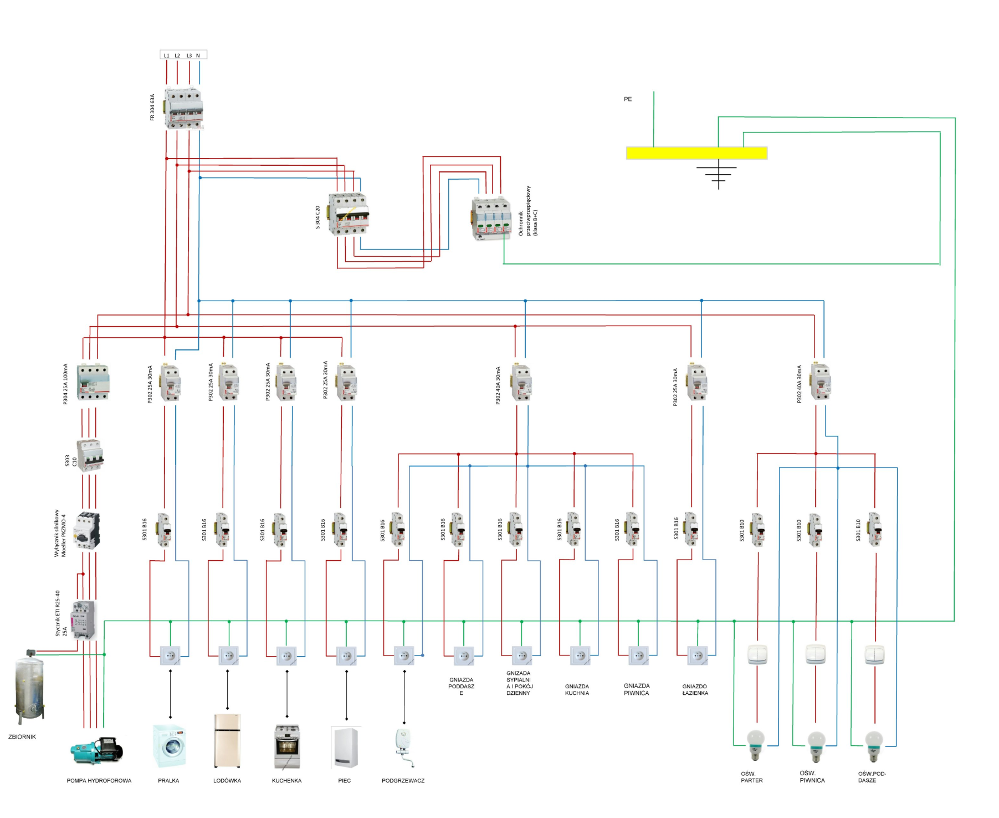 L1 L2 L3 N
FR 304 63A
PE
S 304 C20
Ochronnik
przeciwprzepięciowy
(klasa B+C)
P304 25A 100mA
P302 25A 30mA
P302 25A 30mA
P302 25A 30mA
P302 25A 30mA
P302 40A 30mA
P302 25A 30mA
P302 40A 30mA
S303
C10
Wyłącznik silnikowy
Moeller PKZMO-4
S301 B16
S301 B16
S301 B16
S301 B16
S301 B16
S301 B16
S301 B16
S301 B16
S301 B16
S301 B16
S301 B10
S301 B10
S301 B10
Stycznik ETI R25-40
25A
ZBIORNIK
GNIAZDA
PODDASZ
E
GNIZADA
SYPIALNI
A I POKÓJ
DZIENNY
GNIAZDA
KUCHNIA
GNIAZDA
PIWNICA
GNIAZDO
ŁAZIENKA
POMPA HYDROFOROWA
PRALKA
LODÓWKA
KUCHENKA
PIEC
PODGRZEWACZ
OŚW.
PARTER
OŚW.
PIWNICA
OŚW.POD-
DASZE